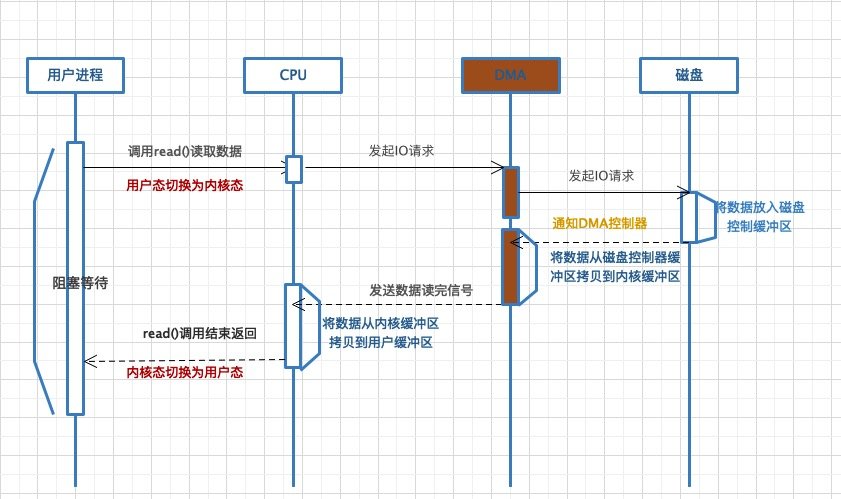 用户进程
CPU
DMA
磁盘
调用read()读取数据
发起IO请求
用户态切换为内核态
发起IO请求
将数据放入磁盘
控制缓冲区
通知DMA控制器
将数据从磁盘控制器缓
冲区拷贝到内核缓冲区
阻塞等待
发送数据读完信号
将数据从内核缓冲区
拷贝到用户缓冲区
read()调用结束返回
内核态切换为用户态